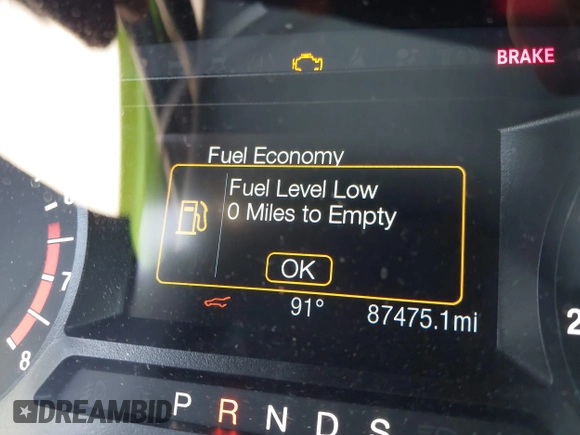 BRAKE
Fuel Economy
Fuel Level Low
0 Miles to Empty
OK
91° 87475.1mi
7
8
2
P R N D S
DREAMBID